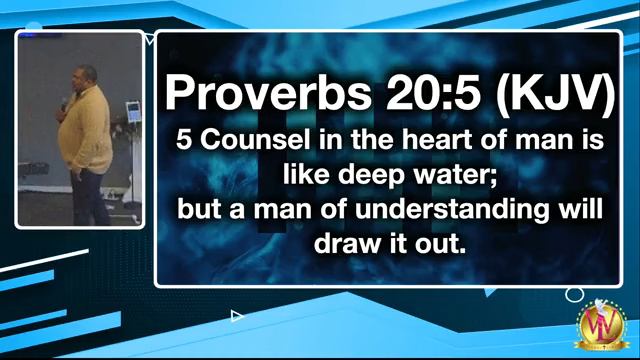 Proverbs 20:5 (KJV)
5 Counsel in the heart of man is
like deep water;
but a man of understanding will
draw it out.